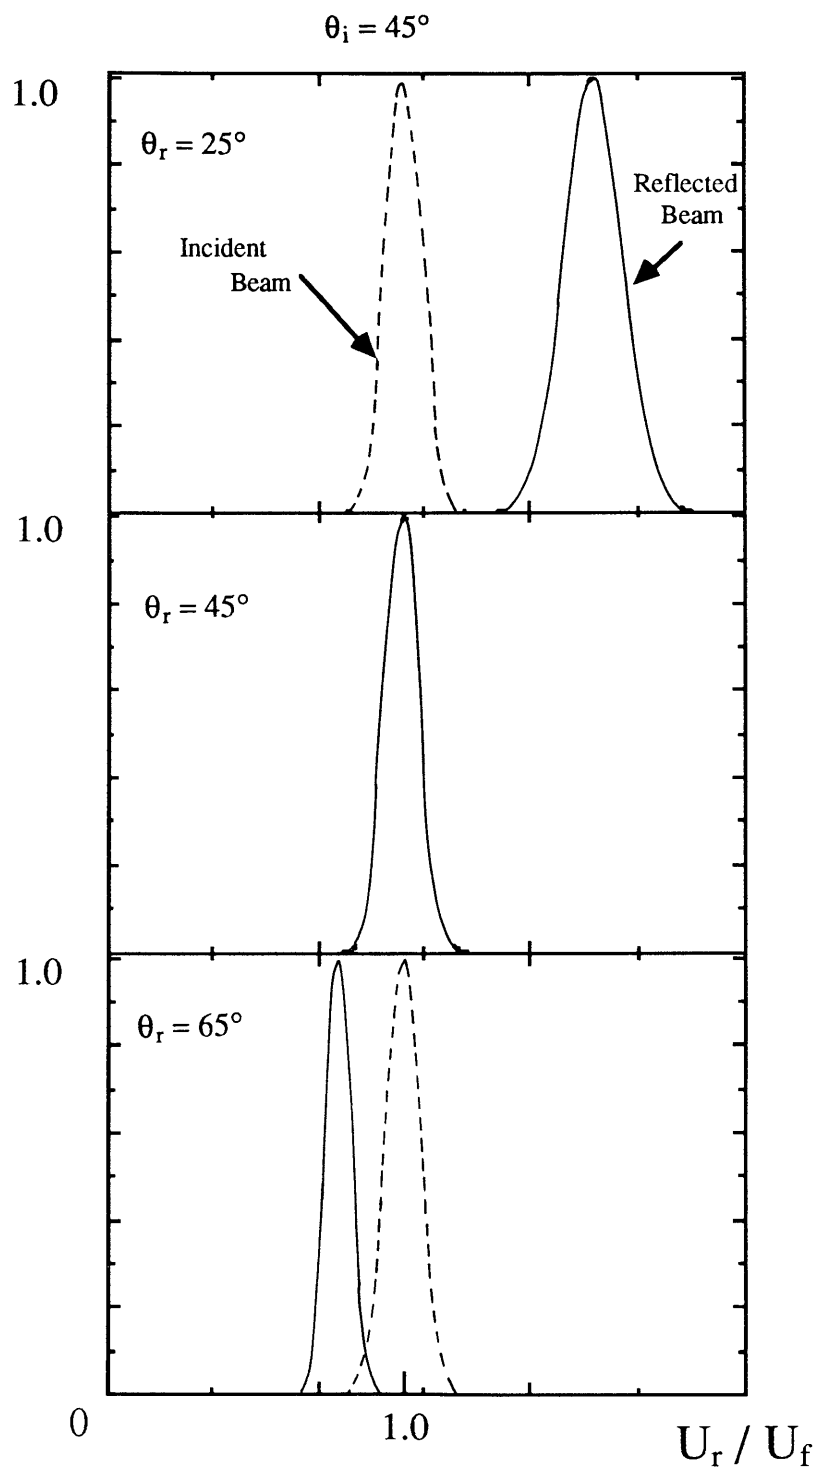 θi = 45°
1.0
θr = 25°
Reflected
Beam
Incident
Beam
1.0
θr = 45°
1.0
θr = 65°
0
1.0
Ur / Uf